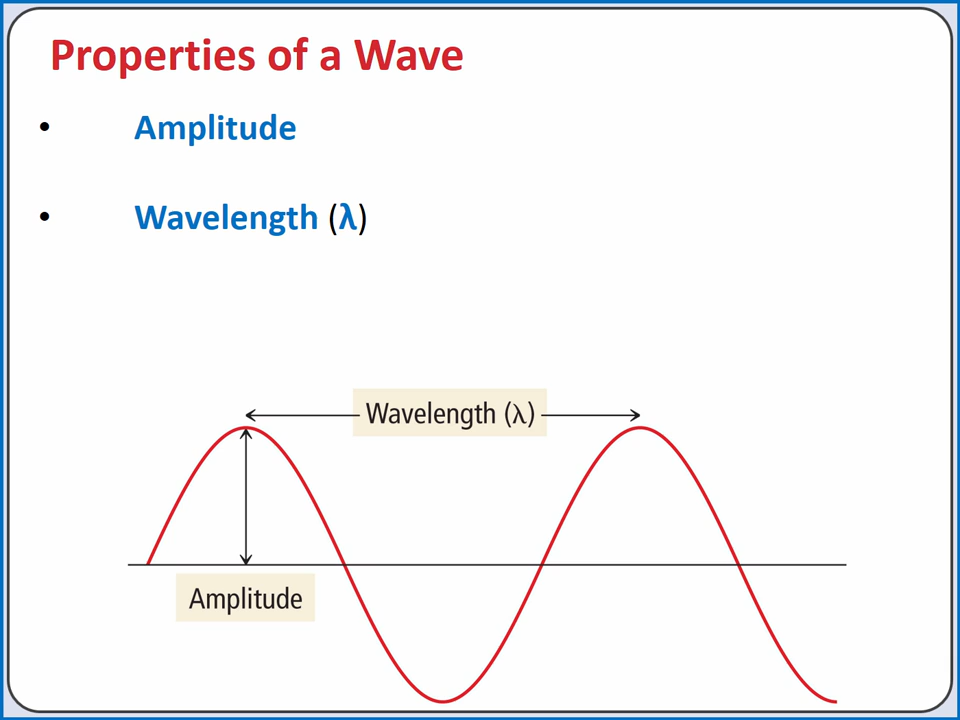 Properties of a Wave
• Amplitude
• Wavelength (λ)
Wavelength (λ)
Amplitude